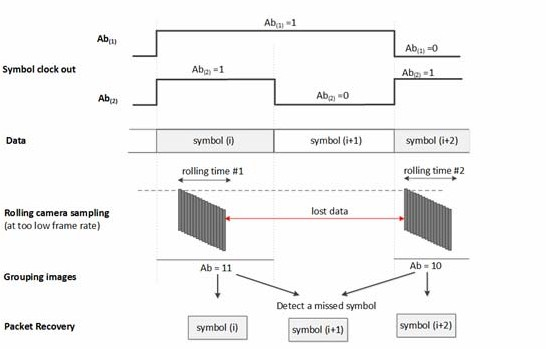 Ab(1) =1
Ab(1)
Ab(1) =0
Symbol clock out
Ab(2) =1
Ab(2) =1
Ab(2)
Ab(2) =0
Data
symbol (i)
symbol (i+1)
symbol (i+2)
rolling time #1
rolling time #2
Rolling camera sampling
(at too low frame rate)
lost data
Grouping images
Ab = 11
Ab = 10
Detect a missed symbol
Packet Recovery
symbol (i)
symbol (i+1)
symbol (i+2)